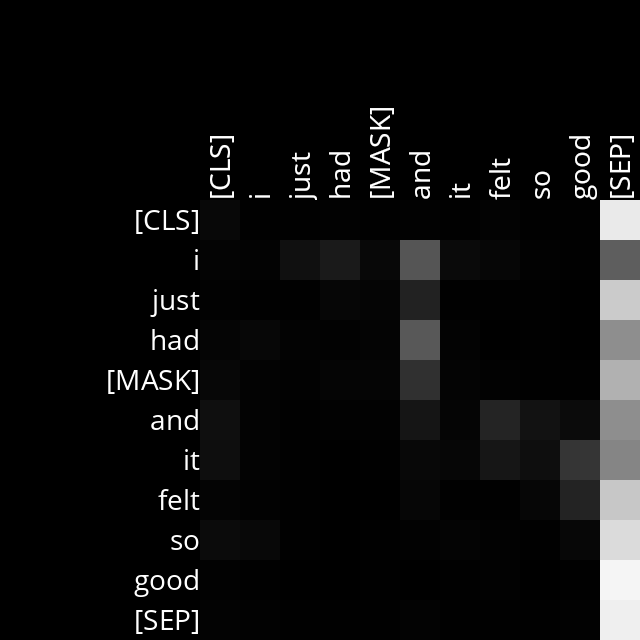 [CLS] i just had [MASK] and it felt so good [SEP]
[CLS]
i
just
had
[MASK]
and
it
felt
so
good
[SEP]